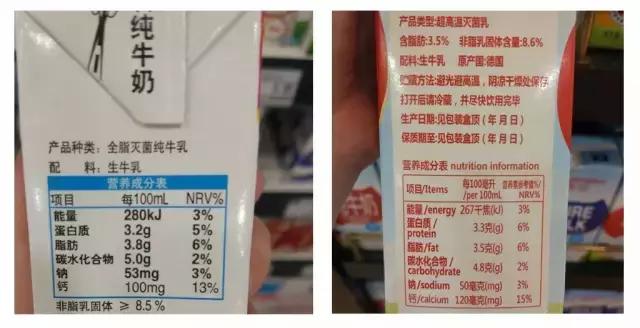 纯牛奶
产品种类：全脂灭菌纯牛乳
配 料：生牛乳
营养成分表
项目 每100mL NRV%
能量 280kJ 3%
蛋白质 3.2g 5%
脂肪 3.8g 6%
碳水化合物 5.0g 2%
钠 53mg 3%
钙 100mg 13%
非脂乳固体 ≥ 8.5%
产品类型:超高温灭菌乳
含脂肪:3.5% 非脂乳固体含量:8.6%
配料:生牛乳 原产国:德国
贮藏方法:避光避高温，阴凉干燥处保存
打开后请冷藏，并尽快饮用完毕
生产日期:见包装盒顶（年月日）
保质期至:见包装盒顶（年月日）
营养成分表 nutrition information
项目/Items 每100毫升/per 100mL 营养素参考值%/NRV%
能量/energy 267千焦(kJ) 3%
蛋白质/protein 3.3克(g) 6%
脂肪/fat 3.5克(g) 6%
碳水化合物/carbohydrate 4.8克(g) 2%
钠/sodium 50毫克(mg) 3%
钙/calcium 120毫克(mg) 15%